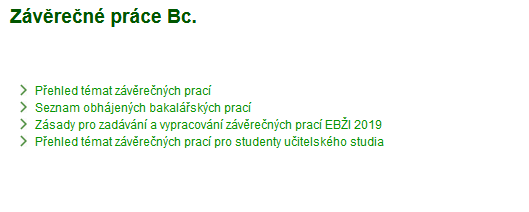 Závěrečné práce Bc.
Přehled témat závěrečných prací
Seznam obhájených bakalářských prací
Zásady pro zadávání a vypracování závěrečných prací EBŽI 2019
Přehled témat závěrečných prací pro studenty učitelského studia